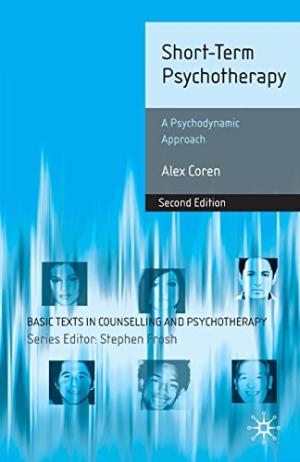 Short-Term
Psychotherapy
A Psychodynamic
Approach
Alex Coren
Second Edition
BASIC TEXTS IN COUNSELLING AND PSYCHOTHERAPY
Series Editor: Stephen Frosh